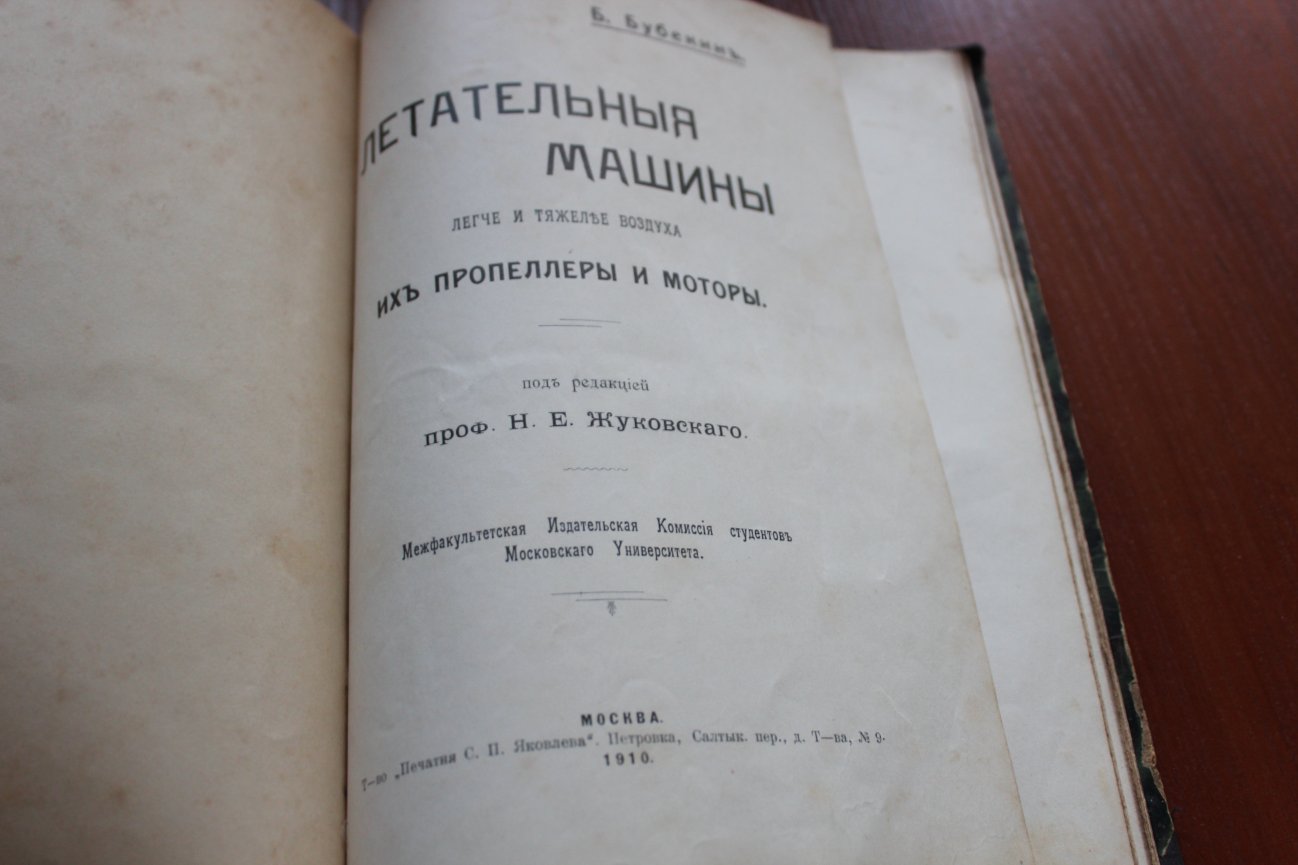 Б. Бубекинъ.
ЛЕТАТЕЛЬНЫЯ
МАШИНЫ
ЛЕГЧЕ И ТЯЖЕЛѢЕ ВОЗДУХА
ИХЪ ПРОПЕЛЛЕРЫ И МОТОРЫ.
подъ редакціей
проф. Н. Е. Жуковскаго.
Межфакультетская Издательская Комиссія студентовъ
Московскаго Университета.
МОСКВА.
Т—во „Печатня С. П. Яковлева“. Петровка, Салтык. пер., д. Т—ва, № 9.
1910.